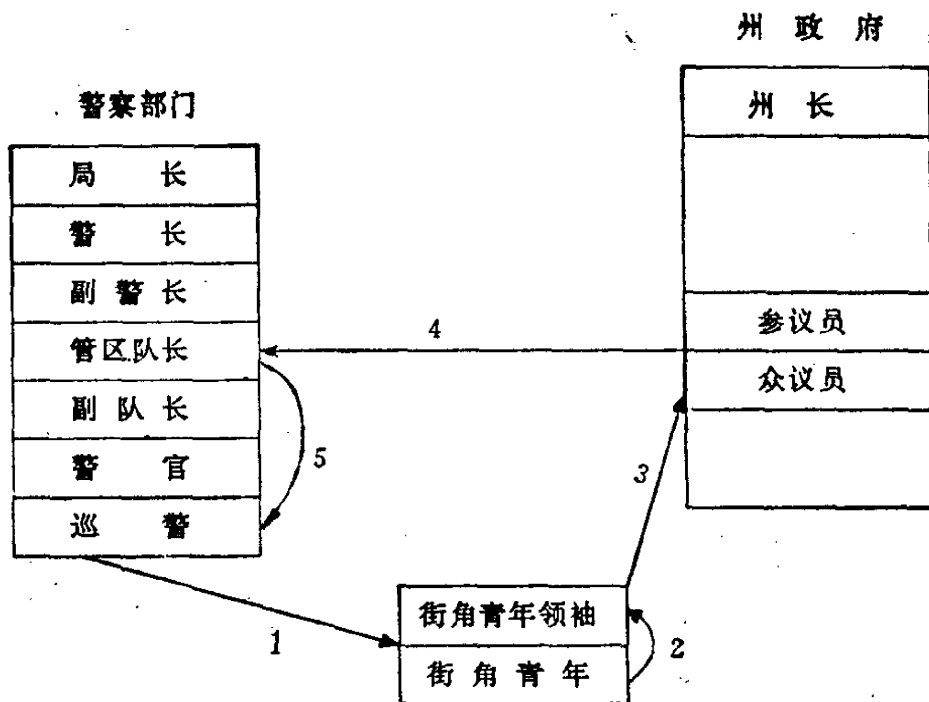 州政府
州长
参议员
众议员
警察部门
局长
警长
副警长
管区队长
副队长
警官
巡警
4
5
3
1
2
街角青年领袖
街角青年